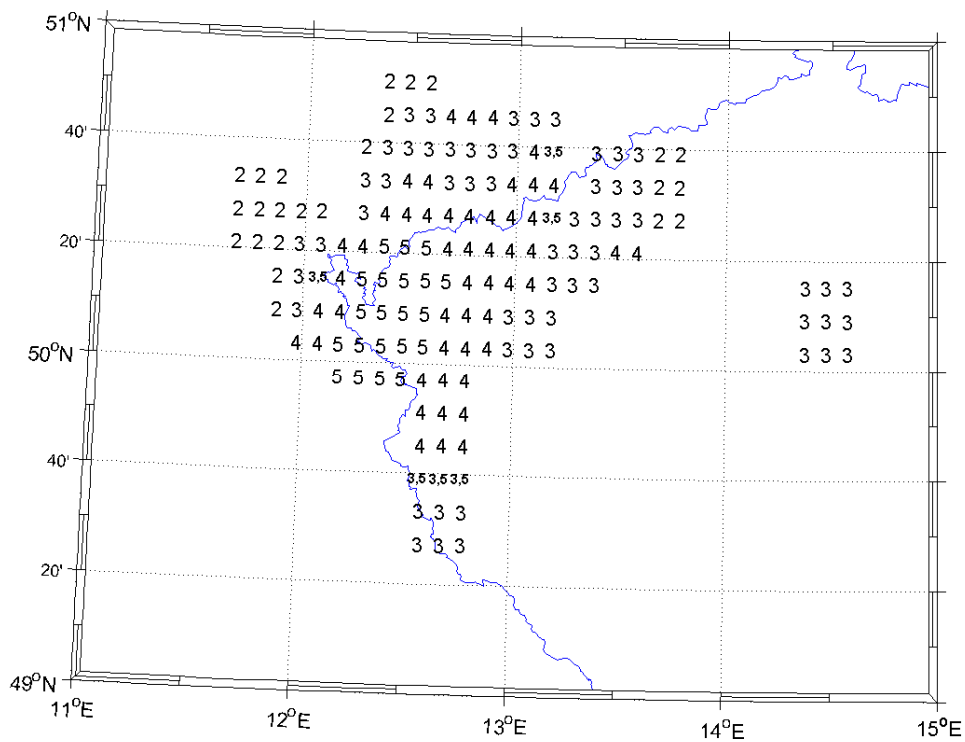 51°N
2 2 2
2 3 3 4 4 4 3 3 3
40'
2 3 3 3 3 3 3 3 4 3,5 3 3 3 2 2
2 2 2 3 3 4 4 3 3 3 4 4 4 3 3 3 2 2
2 2 2 2 2 3 4 4 4 4 4 4 4 4 3,5 3 3 3 3 2 2
20'
2 2 2 3 3 4 4 5 5 5 4 4 4 4 4 3 3 3 4 4
2 3 3,5 4 5 5 5 5 5 4 4 4 4 3 3 3 3 3 3
2 3 4 4 5 5 5 5 4 4 4 3 3 3 3 3 3
50°N
4 4 5 5 5 5 5 4 4 4 3 3 3 3 3 3
5 5 5 5 4 4 4
4 4 4
4 4 4
40'
3,5 3,5 3,5
3 3 3
3 3 3
20'
49°N
11°E 12°E 13°E 14°E 15°E